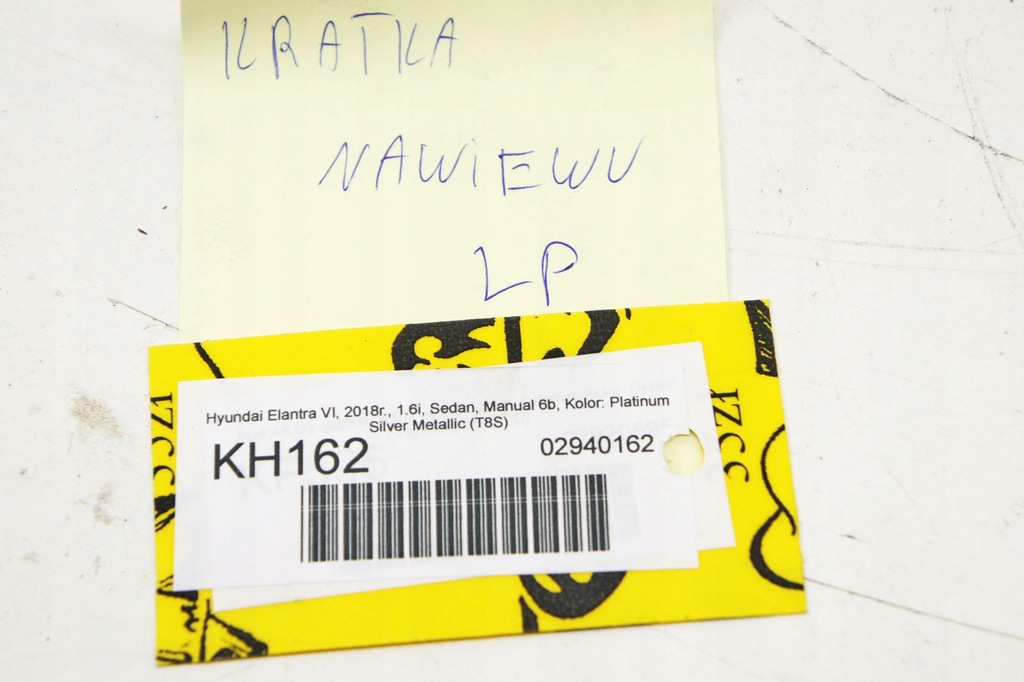 KRATKA
NAWIEWU
LP
Hyundai Elantra VI, 2018r., 1.6i, Sedan, Manual 6b, Kolor: Platinum
Silver Metallic (T8S)
KH162
02940162